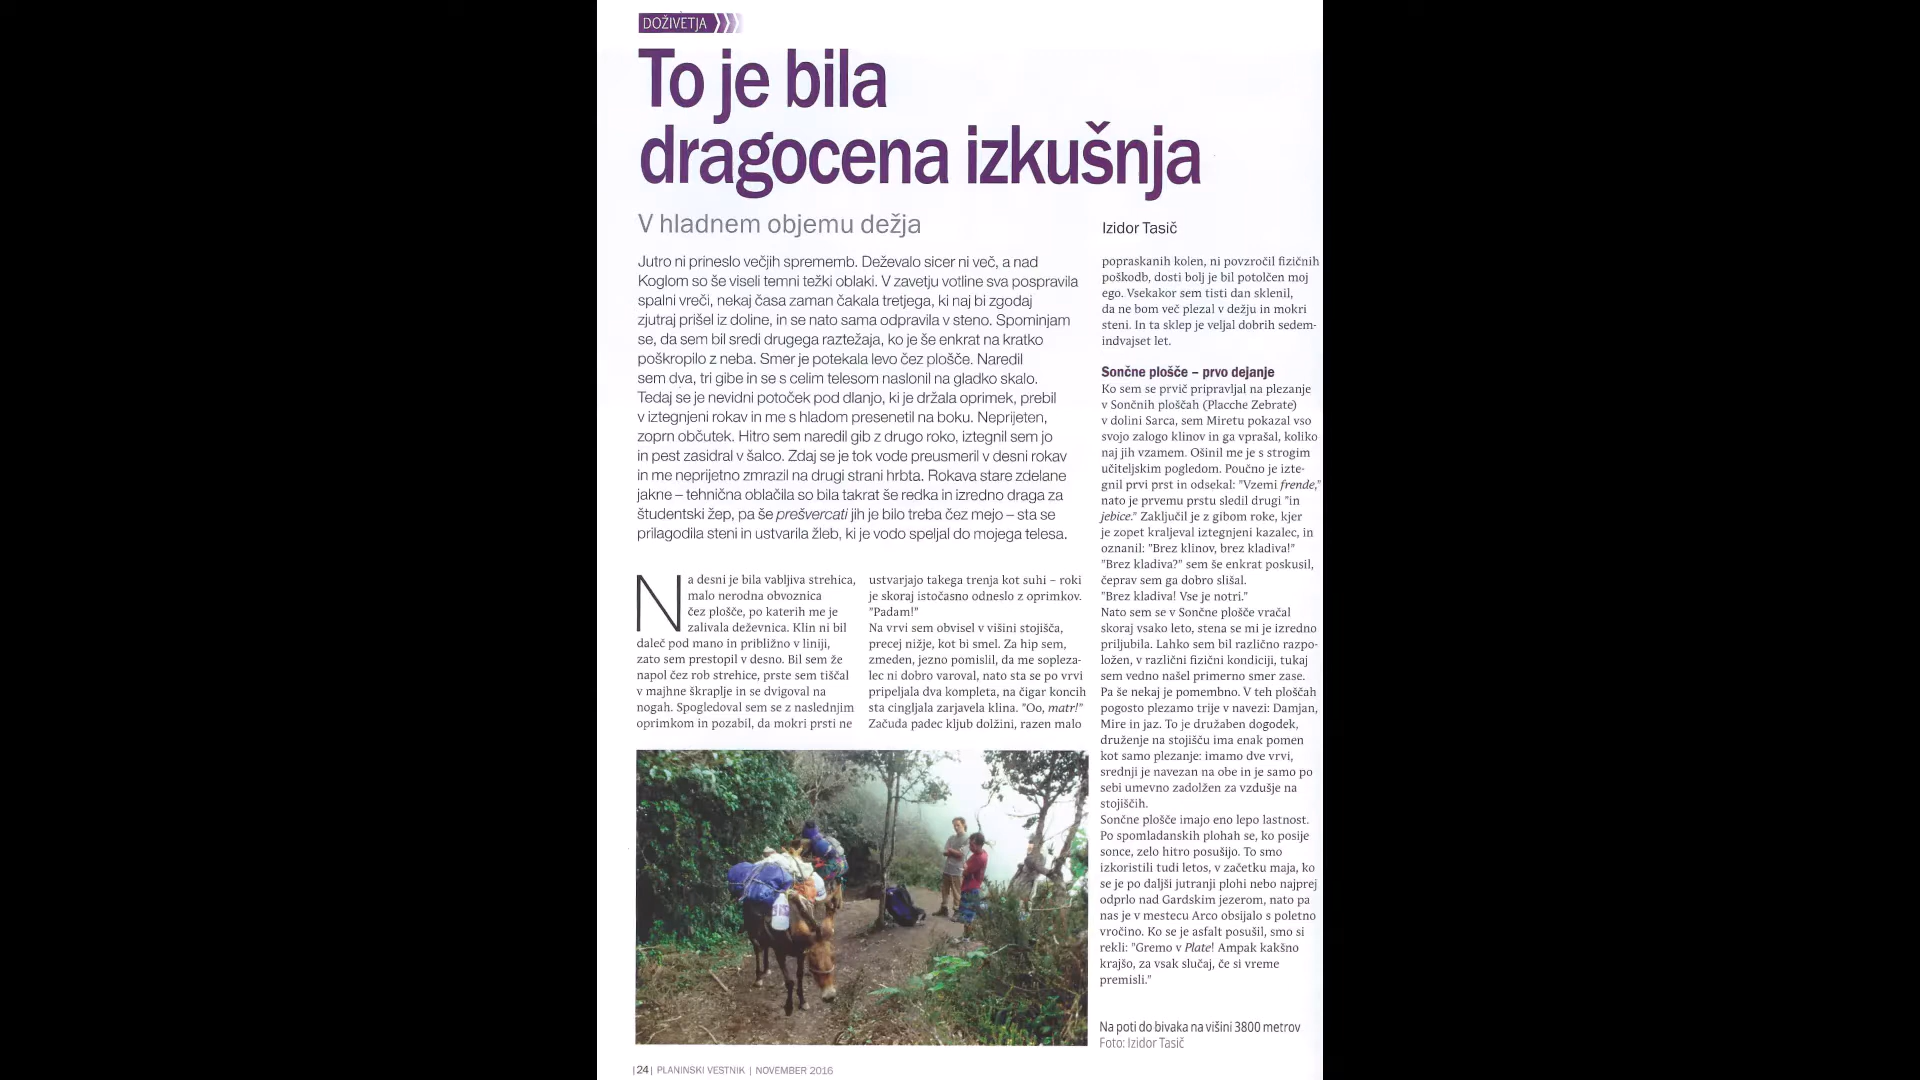 DOŽIVETJA
To je bila
dragocena izkušnja
V hladnem objemu dežja
Izidor Tasič
Jutro ni prineslo večjih sprememb. Deževalo sicer ni več, a nad
Koglom so še viseli temni težki oblaki. V zavetju votline sva pospravila
spalni vreči, nekaj časa zaman čakala tretjega, ki naj bi zgodaj
zjutraj prišel iz doline, in se nato sama odpravila v steno. Spominjam
se, da sem bil sredi drugega raztežaja, ko je še enkrat na kratko
poškropilo z neba. Smer je potekala levo čez plošče. Naredil
sem dva, tri gibe in se s celim telesom naslonil na gladko skalo.
Tedaj se je nevidni potoček pod dlanjo, ki je držala oprimek, prebil
v iztegnjeni rokav in me s hladom presenetil na boku. Neprijeten,
zoprn občutek. Hitro sem naredil gib z drugo roko, iztegnil sem jo
in pest zasidral v šalco. Zdaj se je tok vode preusmeril v desni rokav
in me neprijetno zmrazil na drugi strani hrbta. Rokava stare zdelane
jakne – tehnična oblačila so bila takrat še redka in izredno draga za
študentski žep, pa še prešvercati jih je bilo treba čez mejo – sta se
prilagodila steni in ustvarila žleb, ki je vodo speljal do mojega telesa.
Na desni je bila vabljiva strehica,
malo nerodna obvoznica
čez plošče, po katerih me je
zalivala deževnica. Klin ni bil
daleč pod mano in približno v liniji,
zato sem prestopil v desno. Bil sem že
napol čez rob strehice, prste sem tiščal
v majhne škraplje in se dvigoval na
nogah. Spogledoval sem se z naslednjim
oprimkom in pozabil, da mokri prsti ne
ustvarjajo takega trenja kot suhi – roki
je skoraj istočasno odneslo z oprimkov.
"Padam!"
Na vrvi sem obvisel v višini stojišča,
precej nižje, kot bi smel. Za hip sem,
zmeden, jezno pomislil, da me sopleza-
lec ni dobro varoval, nato sta se po vrvi
pripeljala dva kompleta, na čigar koncih
sta cingljala zarjavela klina. "Oo, matr!"
Začuda padec kljub dolžini, razen malo
popraskanih kolen, ni povzročil fizičnih
poškodb, dosti bolj je bil potolčen moj
ego. Vsekakor sem tisti dan sklenil,
da ne bom več plezal v dežju in mokri
steni. In ta sklep je veljal dobrih sedem-
indvajset let.
Sončne plošče – prvo dejanje
Ko sem se prvič pripravljal na plezanje
v Sončnih ploščah (Placche Zebrate)
v dolini Sarca, sem Miretu pokazal vso
svojo zalogo klinov in ga vprašal, koliko
naj jih vzamem. Ošinil me je s strogim
učiteljskim pogledom. Poučno je izte-
gnil prvi prst in odsekal: "Vzemi frende,"
nato je prvemu prstu sledil drugi "in
jebice." Zaključil je z gibom roke, kjer
je zopet kraljeval iztegnjeni kazalec, in
oznanil: "Brez klinov, brez kladiva!"
"Brez kladiva?" sem še enkrat poskusil,
čeprav sem ga dobro slišal.
"Brez kladiva! Vse je notri."
Nato sem se v Sončne plošče vračal
skoraj vsako leto, stena se mi je izredno
priljubila. Lahko sem bil različno razpo-
ložen, v različni fizični kondiciji, tukaj
sem vedno našel primerno smer zase.
Pa še nekaj je pomembno. V teh ploščah
pogosto plezamo trije v navezi: Damjan,
Mire in jaz. To je družaben dogodek,
druženje na stojišču ima enak pomen
kot samo plezanje: imamo dve vrvi,
srednji je navezan na obe in je samo po
sebi umevno zadolžen za vzdušje na
stojiščih.
Sončne plošče imajo eno lepo lastnost.
Po spomladanskih plohah se, ko posije
sonce, zelo hitro posušijo. To smo
izkoristili tudi letos, v začetku maja, ko
se je po daljši jutranji plohi nebo najprej
odprlo nad Gardskim jezerom, nato pa
nas je v mestecu Arco obsijalo s poletno
vročino. Ko se je asfalt posušil, smo si
rekli: "Gremo v Plate! Ampak kakšno
krajšo, za vsak slučaj, če si vreme
premisli."
Na poti do bivaka na višini 3800 metrov
Foto: Izidor Tasič
|24| PLANINSKI VESTNIK | NOVEMBER 2016